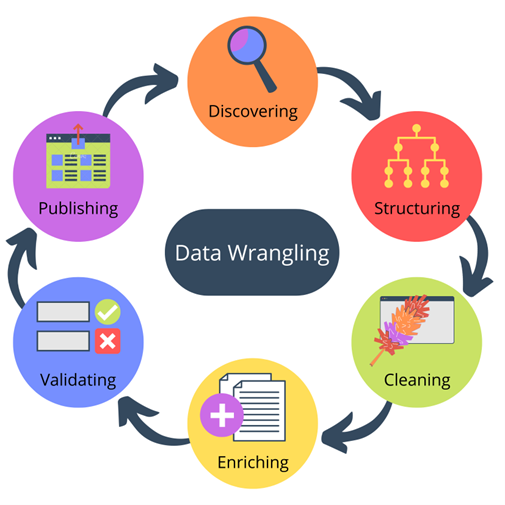 Discovering
Structuring
Cleaning
Enriching
Validating
Publishing
Data Wrangling